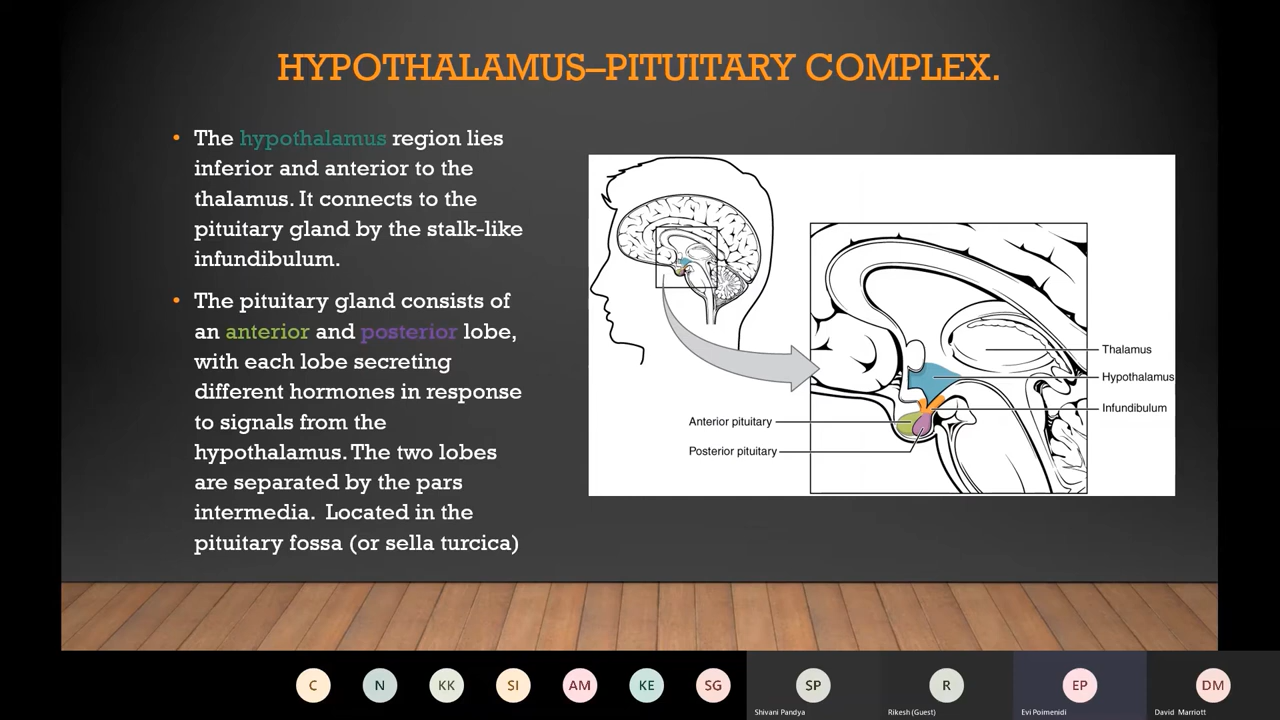 HYPOTHALAMUS–PITUITARY COMPLEX.
• The hypothalamus region lies
inferior and anterior to the
thalamus. It connects to the
pituitary gland by the stalk-like
infundibulum.
• The pituitary gland consists of
an anterior and posterior lobe,
with each lobe secreting
different hormones in response
to signals from the
hypothalamus. The two lobes
are separated by the pars
intermedia. Located in the
pituitary fossa (or sella turcica)
Thalamus
Hypothalamus
Infundibulum
Anterior pituitary
Posterior pituitary
C N KK SI AM KE SG SP R EP DM
Shivani Pandya Rikesh (Guest) Evi Poimenidi David Marriott